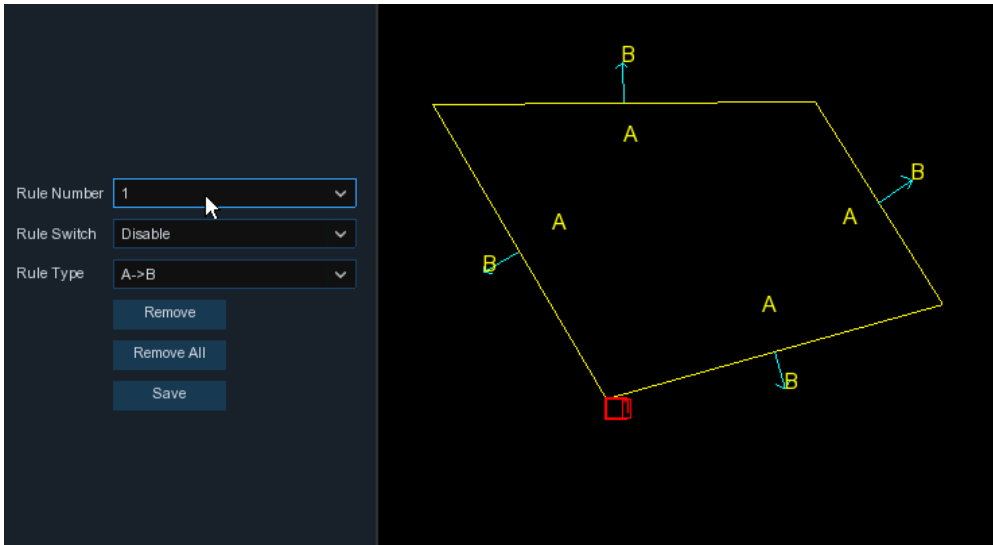 Rule Number 1
Rule Switch Disable
Rule Type A->B
Remove
Remove All
Save
B
A
B
A
A
B
A
B